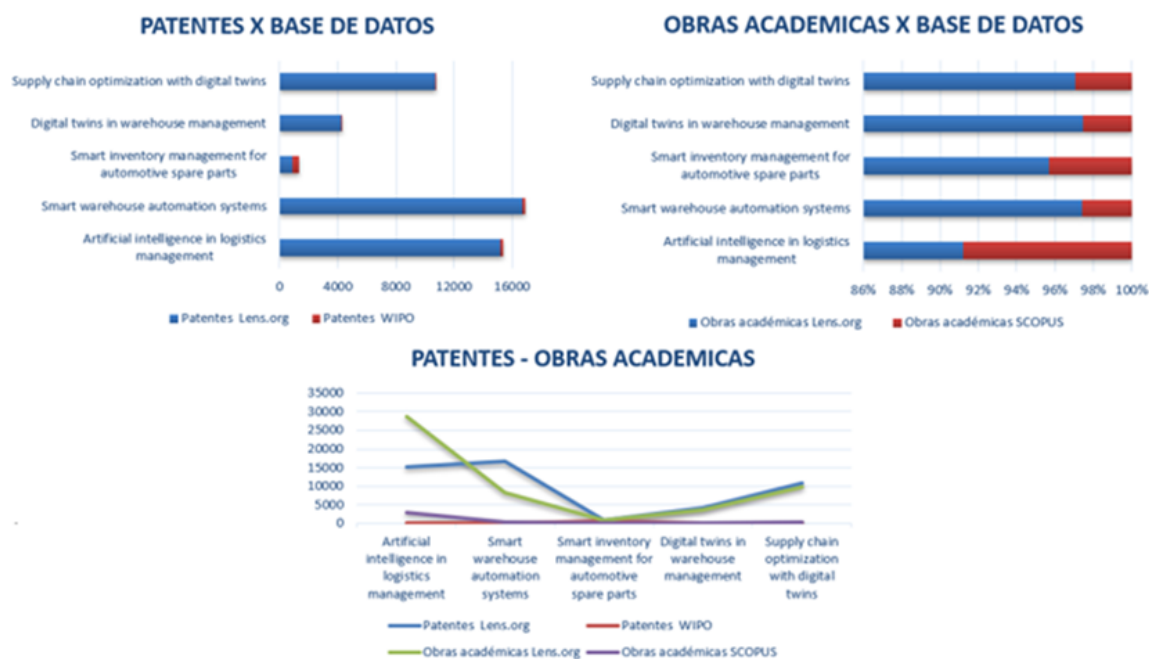 PATENTES X BASE DE DATOS
Supply chain optimization with digital twins
Digital twins in warehouse management
Smart inventory management for
automotive spare parts
Smart warehouse automation systems
Artificial intelligence in logistics
management
0 4000 8000 12000 16000
Patentes Lens.org Patentes WIPO
OBRAS ACADEMICAS X BASE DE DATOS
Supply chain optimization with digital twins
Digital twins in warehouse management
Smart inventory management for
automotive spare parts
Smart warehouse automation systems
Artificial intelligence in logistics
management
86% 88% 90% 92% 94% 96% 98% 100%
Obras académicas Lens.org Obras académicas SCOPUS
PATENTES - OBRAS ACADEMICAS
35000
30000
25000
20000
15000
10000
5000
0
Artificial
intelligence in
logistics
management
Smart
warehouse
automation
systems
Smart inventory
management for
automotive
spare parts
Digital twins in
warehouse
management
Supply chain
optimization
with digital
twins
Patentes Lens.org Patentes WIPO
Obras académicas Lens.org Obras académicas SCOPUS